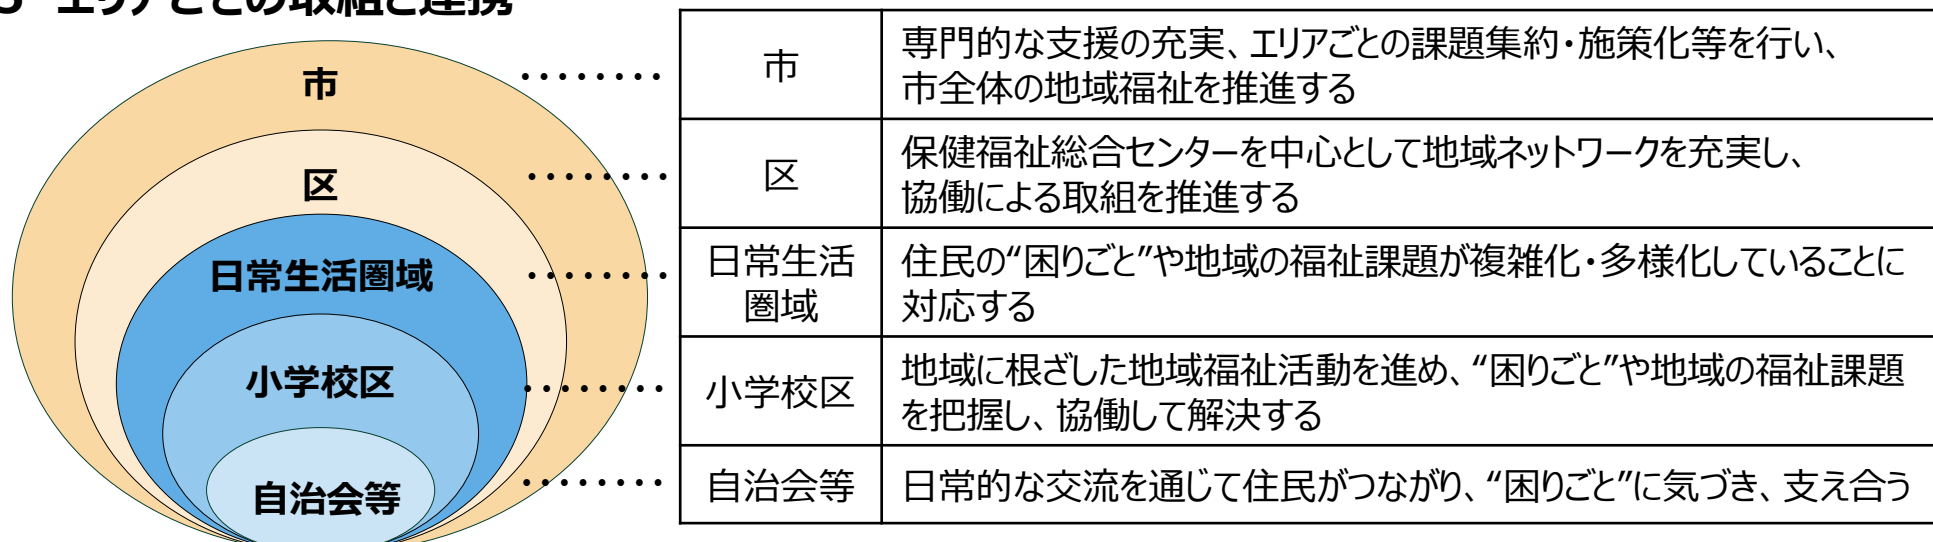 エリアごとの取組と連携
市
区
日常生活圏域
小学校区
自治会等
市
専門的な支援の充実、エリアごとの課題集約・施策化等を行い、
市全体の地域福祉を推進する
区
保健福祉総合センターを中心として地域ネットワークを充実し、
協働による取組を推進する
日常生活
圏域
住民の“困りごと”や地域の福祉課題が複雑化・多様化していることに
対応する
小学校区
地域に根ざした地域福祉活動を進め、“困りごと”や地域の福祉課題
を把握し、協働して解決する
自治会等
日常的な交流を通じて住民がつながり、“困りごと”に気づき、支え合う